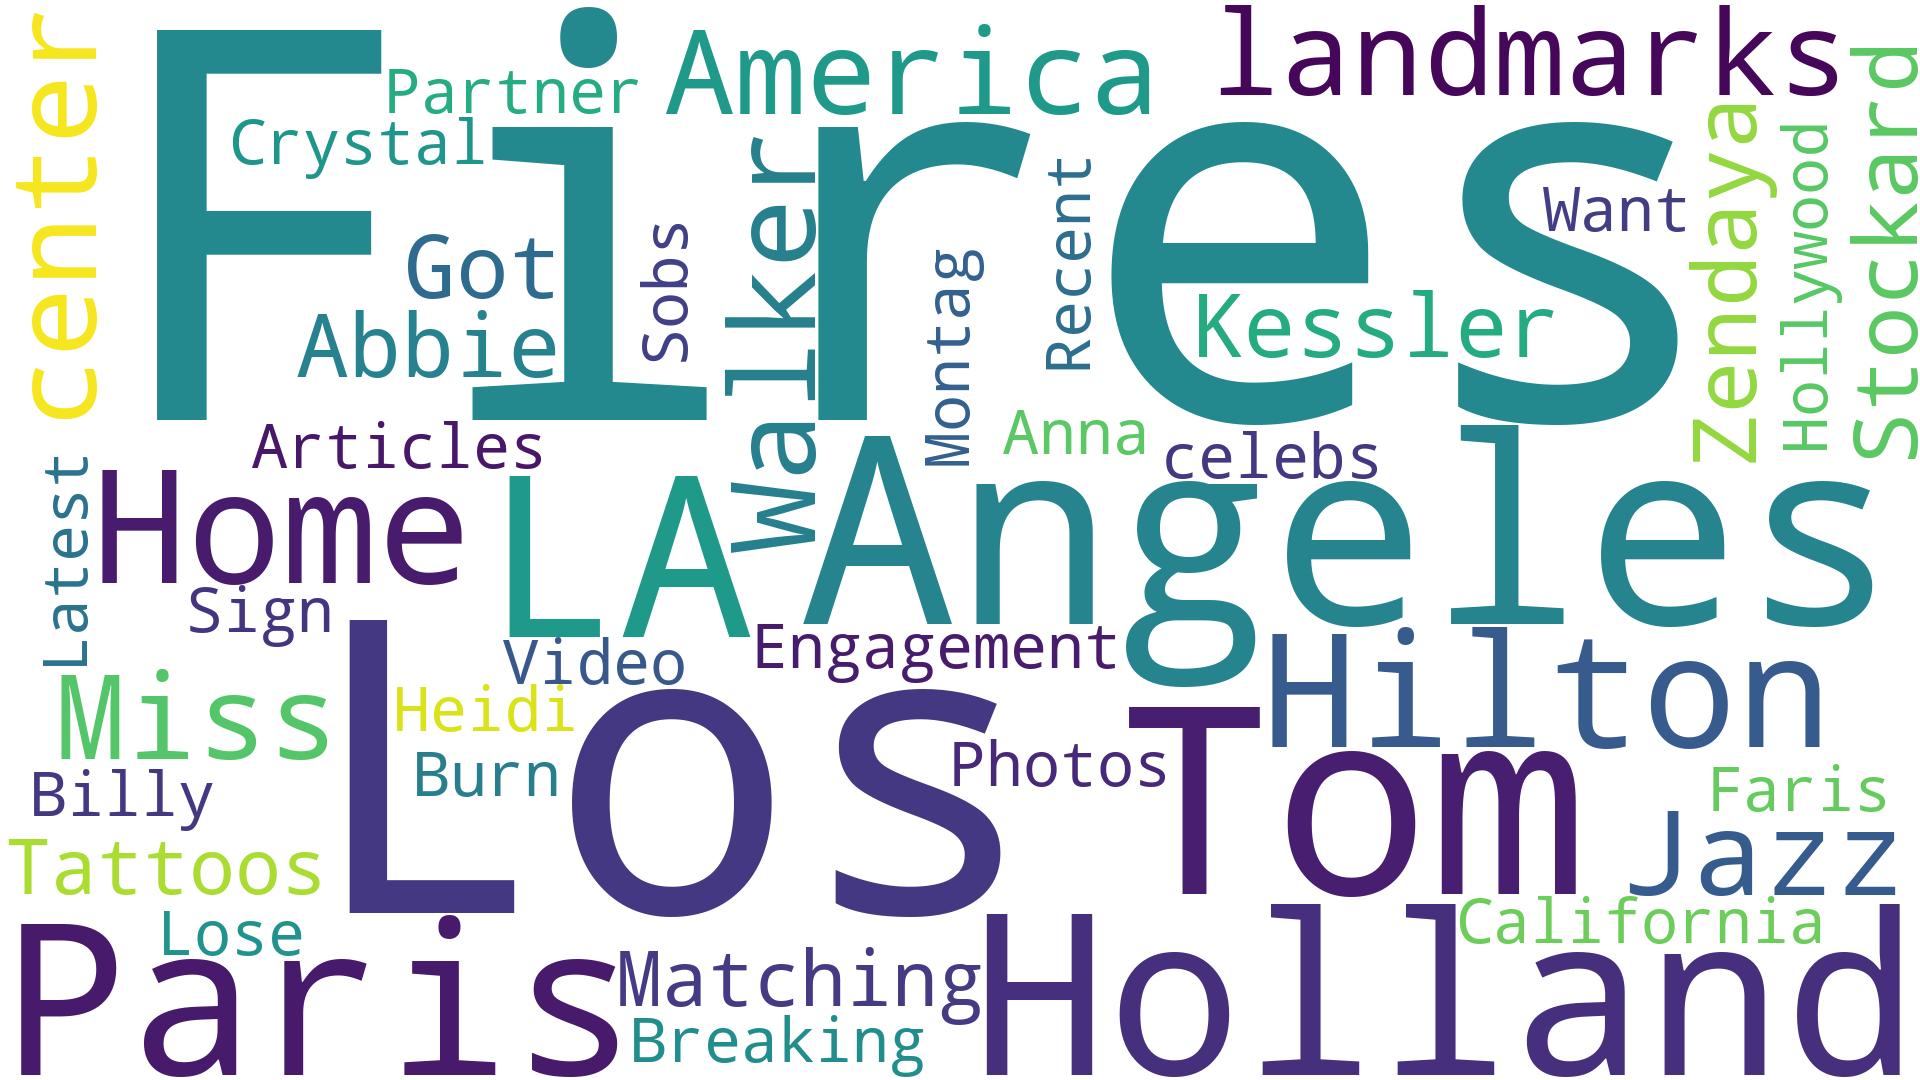 Fires
center
Partner
America
landmarks
Crystal
Stockard
Zendaya
Hollywood
Walker
Recent
Want
Got
Sobs
Montag
Abbie
Kessler
Articles
Anna
celebs
Latest
Home
LA
Angeles
Sign
Video
Engagement
Hilton
Miss
Heidi
Los
Tom
Billy
Burn
Photos
Faris
Tattoos
Jazz
Lose
California
Paris
Matching
Holland
Breaking